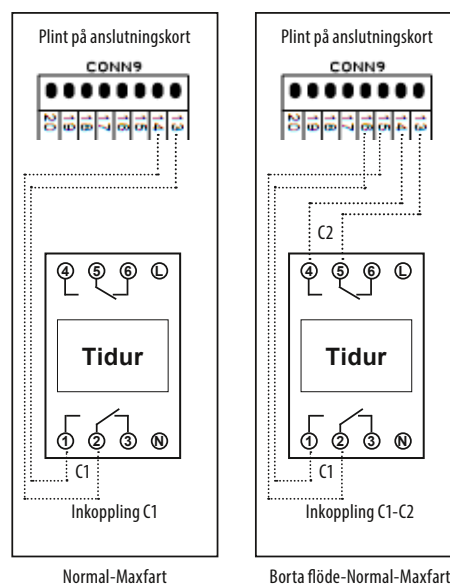 Plint på anslutningskort
CONN9
20 19 18 17 16 15 14 13
C2
4 5 6 L
Tidur
1 2 3 N
C1
Inkoppling C1
Normal-Maxfart
Plint på anslutningskort
CONN9
20 19 18 17 16 15 14 13
4 5 6 L
Tidur
1 2 3 N
C1
Inkoppling C1-C2
Borta flöde-Normal-Maxfart